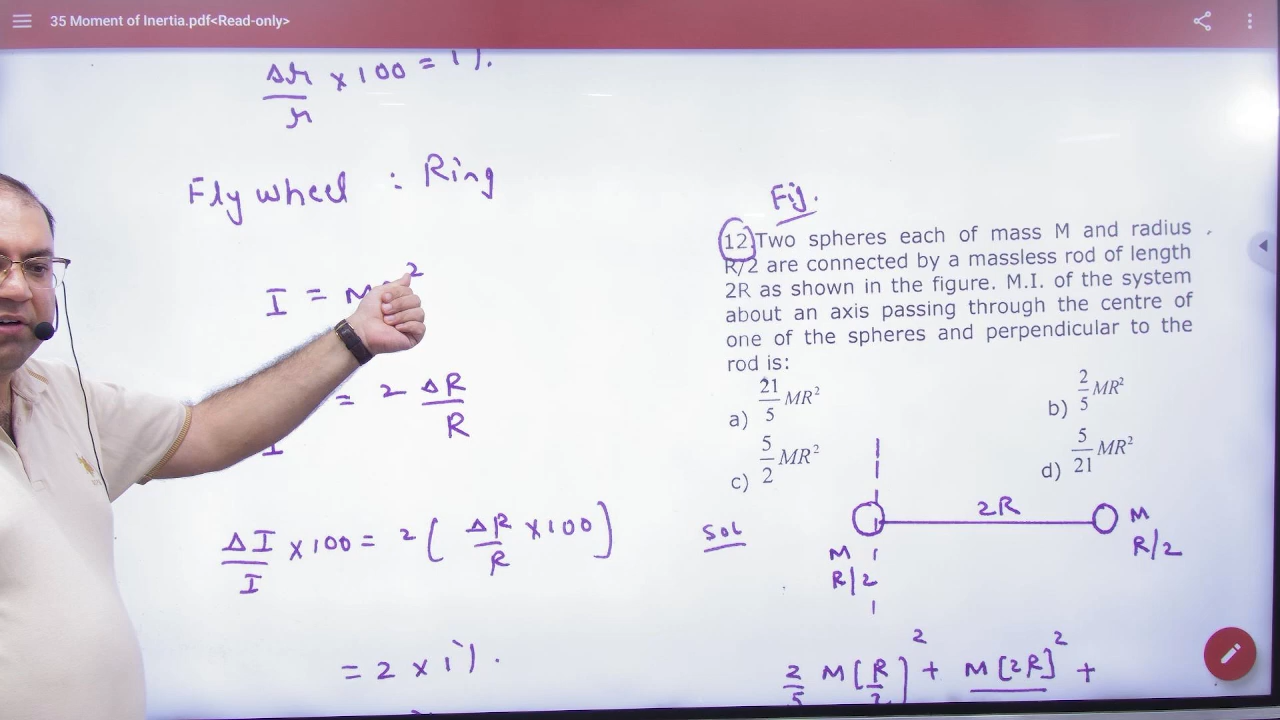 35 Moment of Inertia.pdf<Read-only>
Δr/r × 100 = 1%.
Fly wheel : Ring
I = M 2
I = 2 ΔR/R
ΔI/I × 100 = 2 ( ΔR/R × 100 )
= 2 × 1%.
Fig.
12. Two spheres each of mass M and radius
R/2 are connected by a massless rod of length
2R as shown in the figure. M.I. of the system
about an axis passing through the centre of
one of the spheres and perpendicular to the
rod is:
a) 21/5 MR²
b) 2/5 MR²
c) 5/2 MR²
d) 5/21 MR²
Sol
2R
M
R/2
M
R/2
2/5 M[R/2]² + M[2R]² +